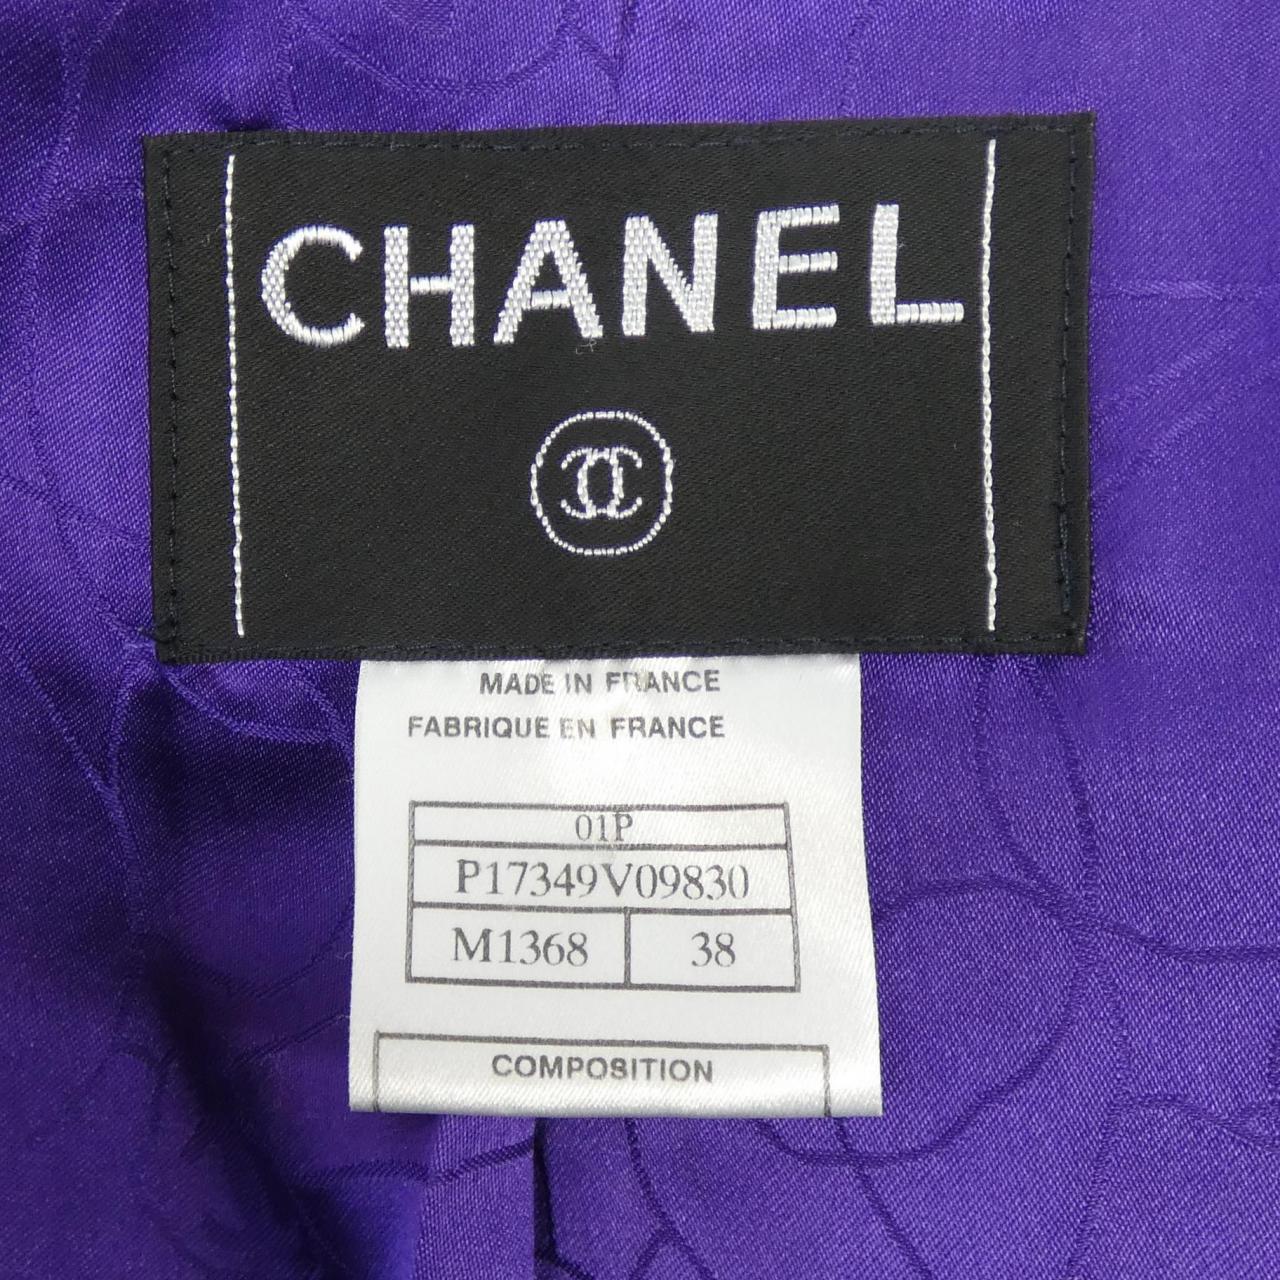 CHANEL
MADE IN FRANCE
FABRIQUE EN FRANCE
01P
P17349V09830
M1368 38
COMPOSITION